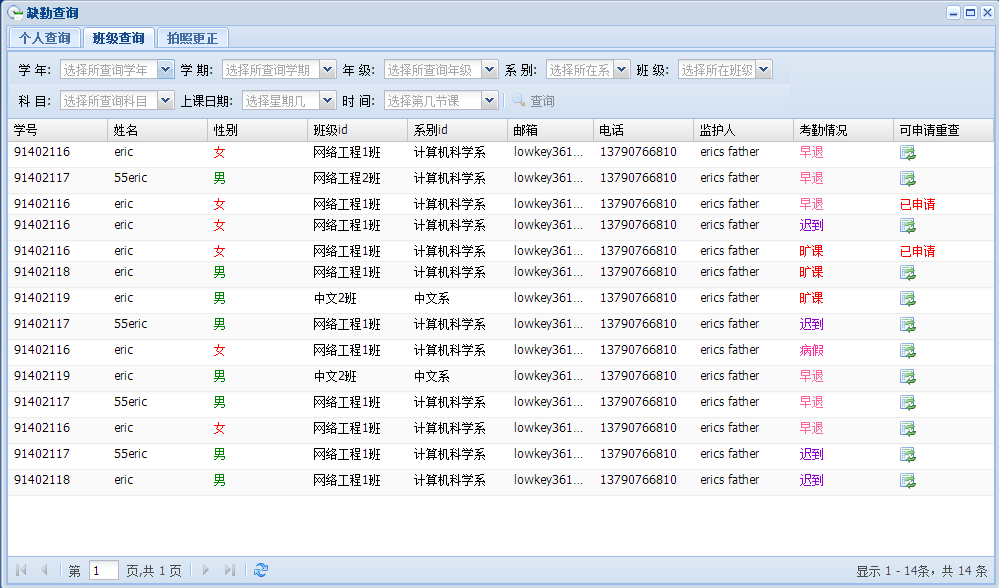 缺勤查询
个人查询 班级查询 拍照更正
学 年: 选择所查询学年 学 期: 选择所查询学期 年 级: 选择所查询年级 系 别: 选择所在系 班 级: 选择所在班级
科 目: 选择所查询科目 上课日期: 选择星期几 时 间: 选择第几节课 查询
学号 姓名 性别 班级id 系别id 邮箱 电话 监护人 考勤情况 可申请重查
91402116 eric 女 网络工程1班 计算机科学系 lowkey361... 13790766810 erics father 早退
91402117 55eric 男 网络工程2班 计算机科学系 lowkey361... 13790766810 erics father 早退
91402116 eric 女 网络工程1班 计算机科学系 lowkey361... 13790766810 erics father 早退 已申请
91402116 eric 女 网络工程1班 计算机科学系 lowkey361... 13790766810 erics father 迟到
91402116 eric 女 网络工程1班 计算机科学系 lowkey361... 13790766810 erics father 旷课 已申请
91402118 eric 男 网络工程1班 计算机科学系 lowkey361... 13790766810 erics father 旷课
91402119 eric 男 中文2班 中文系 lowkey361... 13790766810 erics father 旷课
91402117 55eric 男 网络工程1班 计算机科学系 lowkey361... 13790766810 erics father 迟到
91402116 eric 女 网络工程1班 计算机科学系 lowkey361... 13790766810 erics father 病假
91402119 eric 男 中文2班 中文系 lowkey361... 13790766810 erics father 早退
91402117 55eric 男 网络工程1班 计算机科学系 lowkey361... 13790766810 erics father 早退
91402116 eric 女 网络工程1班 计算机科学系 lowkey361... 13790766810 erics father 早退
91402117 55eric 男 网络工程1班 计算机科学系 lowkey361... 13790766810 erics father 迟到
91402118 eric 男 网络工程1班 计算机科学系 lowkey361... 13790766810 erics father 迟到
第 1 页,共 1 页 显示 1 - 14条，共 14 条